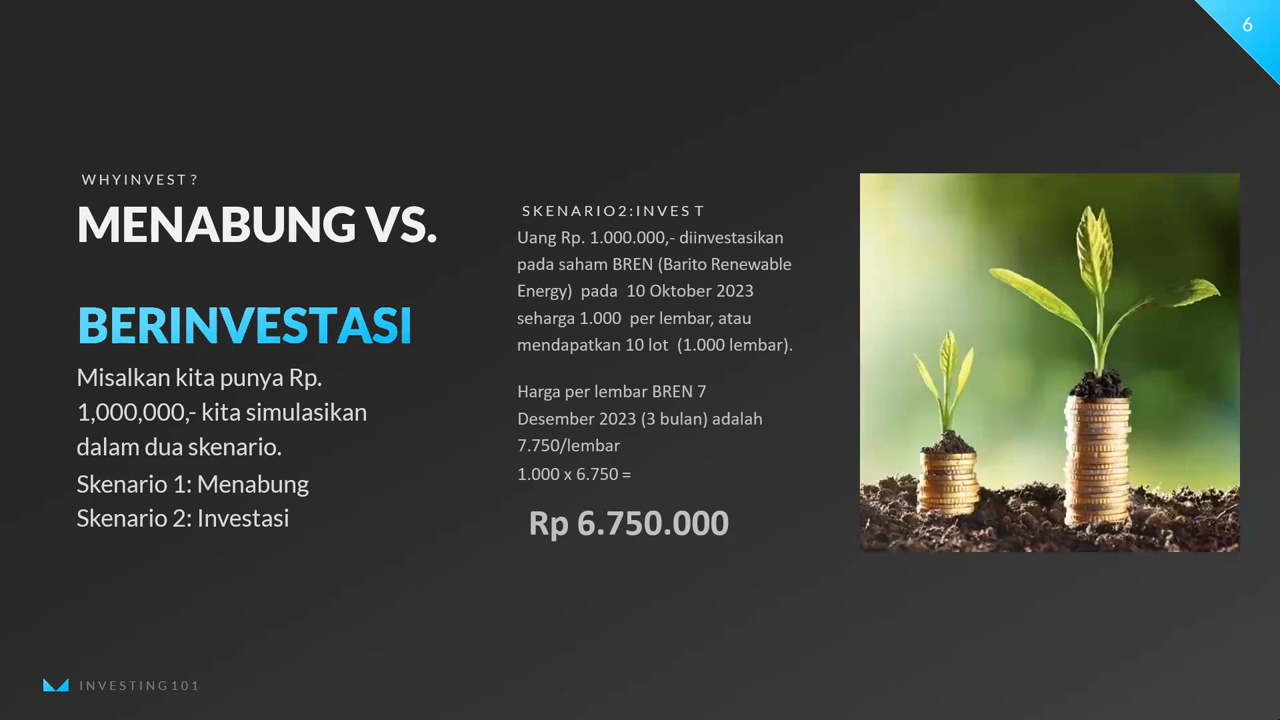 6
WHYINVEST?
MENABUNG VS.
BERINVESTASI
Misalkan kita punya Rp.
1,000,000,- kita simulasikan
dalam dua skenario.
Skenario 1: Menabung
Skenario 2: Investasi
SKENARIO2:INVEST
Uang Rp. 1.000.000,- diinvestasikan
pada saham BREN (Barito Renewable
Energy) pada 10 Oktober 2023
seharga 1.000 per lembar, atau
mendapatkan 10 lot (1.000 lembar).
Harga per lembar BREN 7
Desember 2023 (3 bulan) adalah
7.750/lembar
1.000 x 6.750 =
Rp 6.750.000
INVESTING101